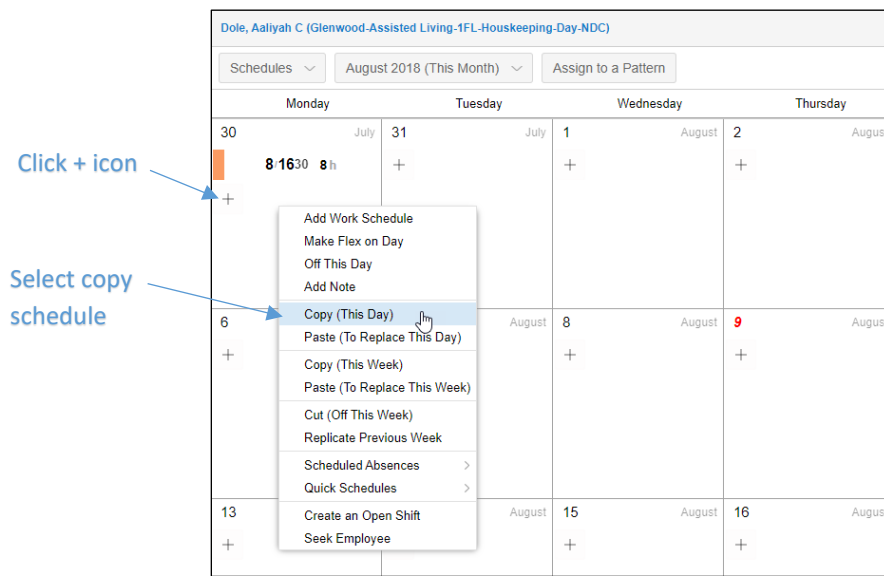 Dole, Aaliyah C (Glenwood-Assisted Living-1FL-Houskeeping-Day-NDC)
Schedules August 2018 (This Month) Assign to a Pattern
Monday Tuesday Wednesday Thursday
30 July 31 July 1 August 2 Augus
8/1630 8h + + +
Click + icon
+
Add Work Schedule
Make Flex on Day
Off This Day
Add Note
Select copy
schedule
Copy (This Day)
Paste (To Replace This Day)
Copy (This Week)
Paste (To Replace This Week)
Cut (Off This Week)
Replicate Previous Week
Scheduled Absences >
Quick Schedules >
Create an Open Shift
Seek Employee
6 August 8 August 9 Augus
+ + +
13 August 15 August 16 Augus
+ + +